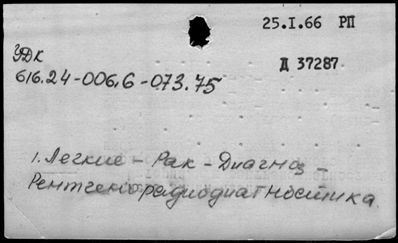 25.I.66 РП
УДК
Д 37287
616.24-006.6-073.75
1. Легкие - Рак - Диагноз -
Рентгенорадиодиагностика.